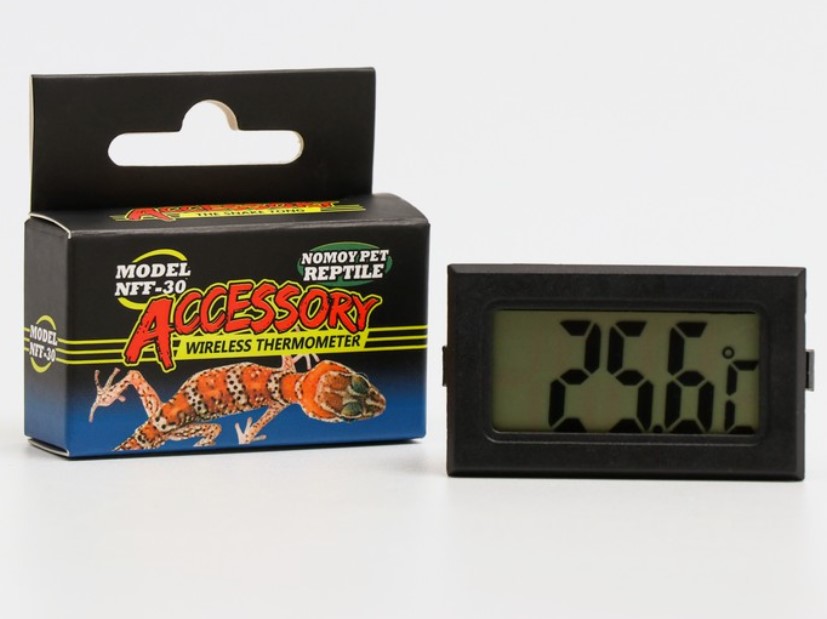 ACCESSORY
THE SNAKE TONG
MODEL
NFF-30
NOMOY PET
REPTILE
ACCESSORY
WIRELESS THERMOMETER
MODEL
NFF-30
25.6°C